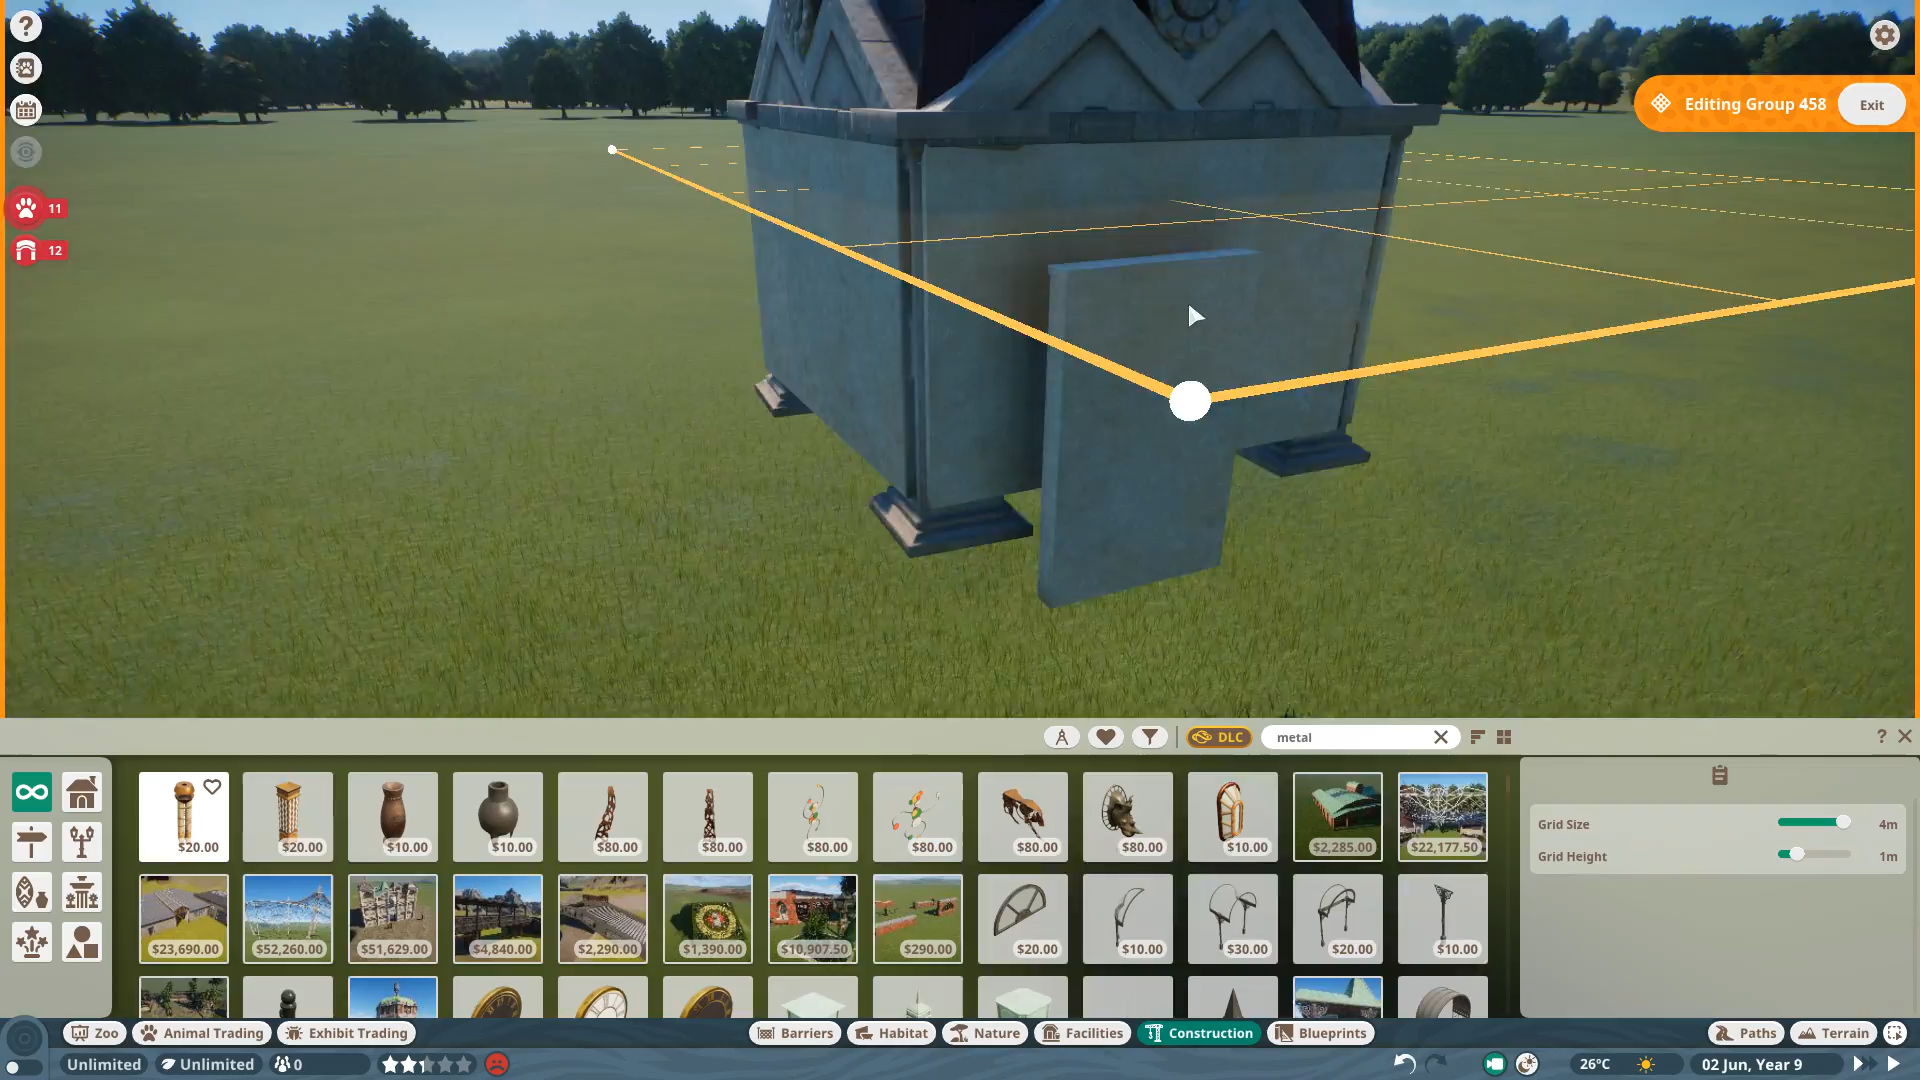 ?
Editing Group 458 Exit
11
12
DLC metal ?
$20.00 $20.00 $10.00 $10.00 $80.00 $80.00 $80.00 $80.00 $80.00 $80.00 $10.00 $2,285.00 $22,177.50
$23,690.00 $52,260.00 $51,629.00 $4,840.00 $2,290.00 $1,390.00 $10,907.50 $290.00 $20.00 $10.00 $30.00 $20.00 $10.00
Grid Size 4m
Grid Height 1m
Zoo Animal Trading Exhibit Trading Barriers Habitat Nature Facilities Construction Blueprints Paths Terrain
Unlimited Unlimited 0 26°C 02 Jun, Year 9